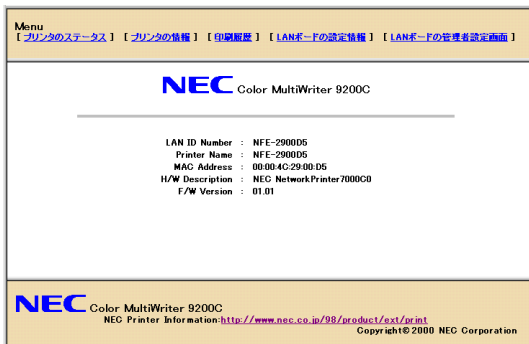 Menu
[ プリンタのステータス ] [ プリンタの情報 ] [ 印刷履歴 ] [ LANボードの設定情報 ] [ LANボードの管理者設定画面 ]
NEC Color MultiWriter 9200C
LAN ID Number : NFE-2900D5
Printer Name : NFE-2900D5
MAC Address : 00:00:4C:29:00:D5
H/W Description : NEC NetworkPrinter7000C0
F/W Version : 01.01
NEC Color MultiWriter 9200C
NEC Printer Information:http://www.nec.co.jp/98/product/ext/print
Copyright© 2000 NEC Corporation